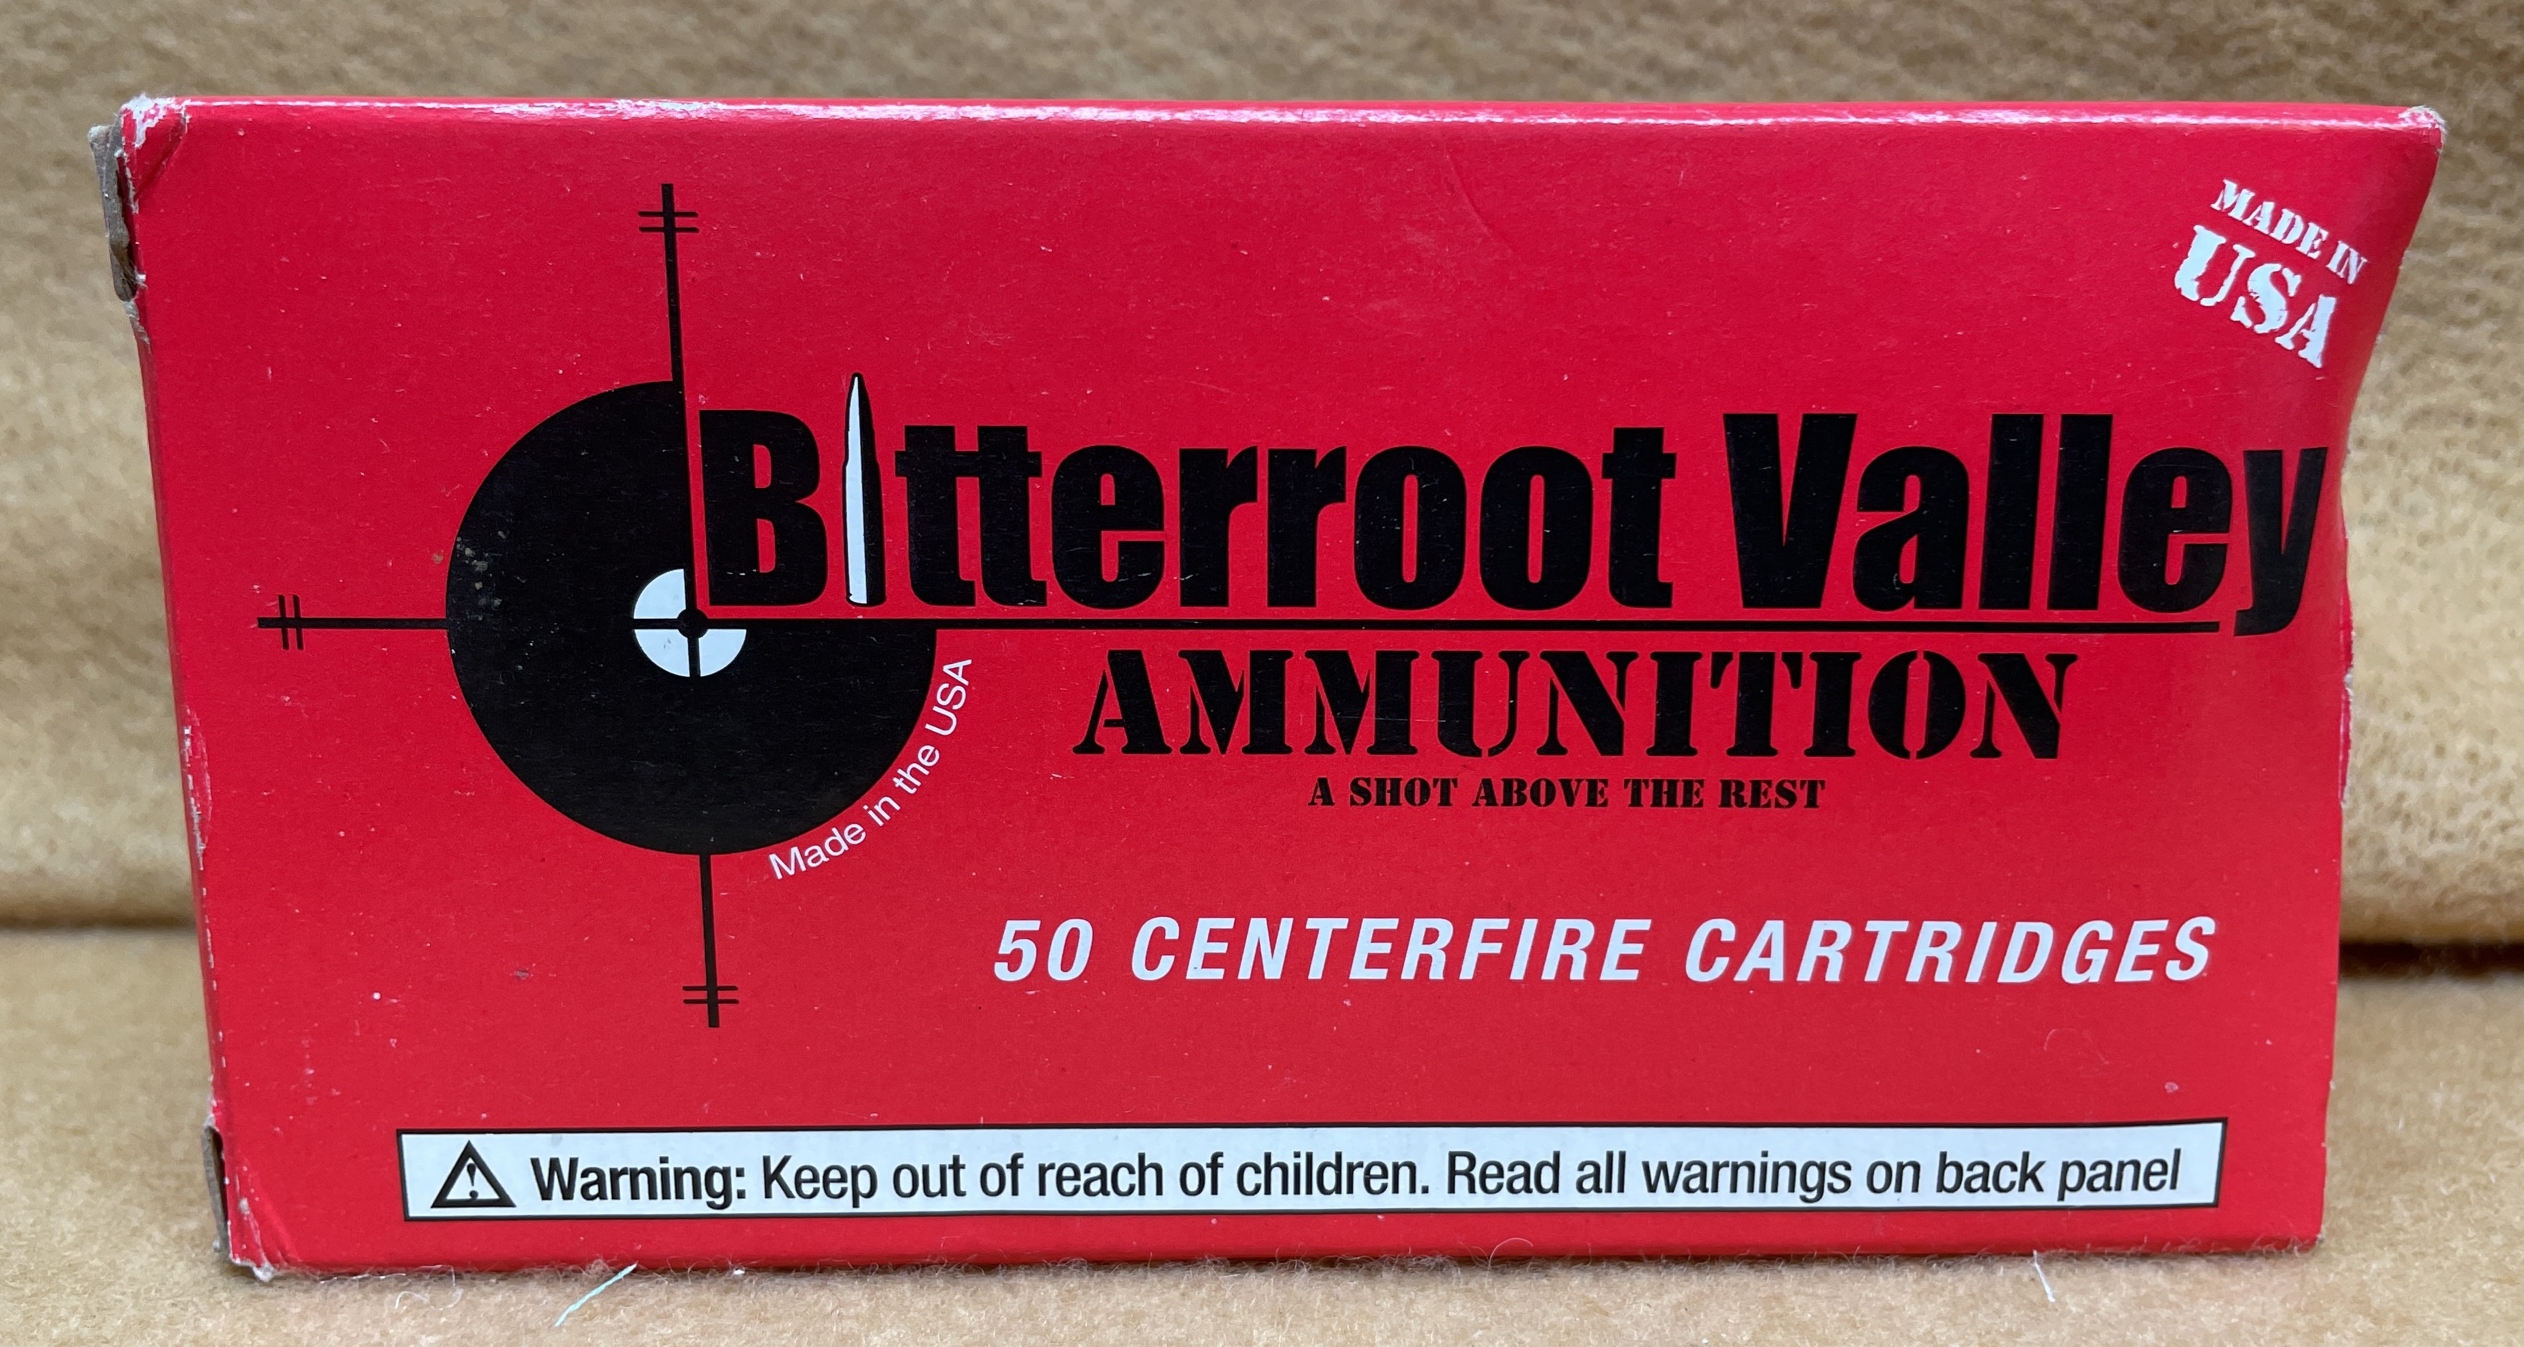 MADE IN
USA
Bitterroot Valley
AMMUNITION
A SHOT ABOVE THE REST
Made in the USA
50 CENTERFIRE CARTRIDGES
Warning: Keep out of reach of children. Read all warnings on back panel